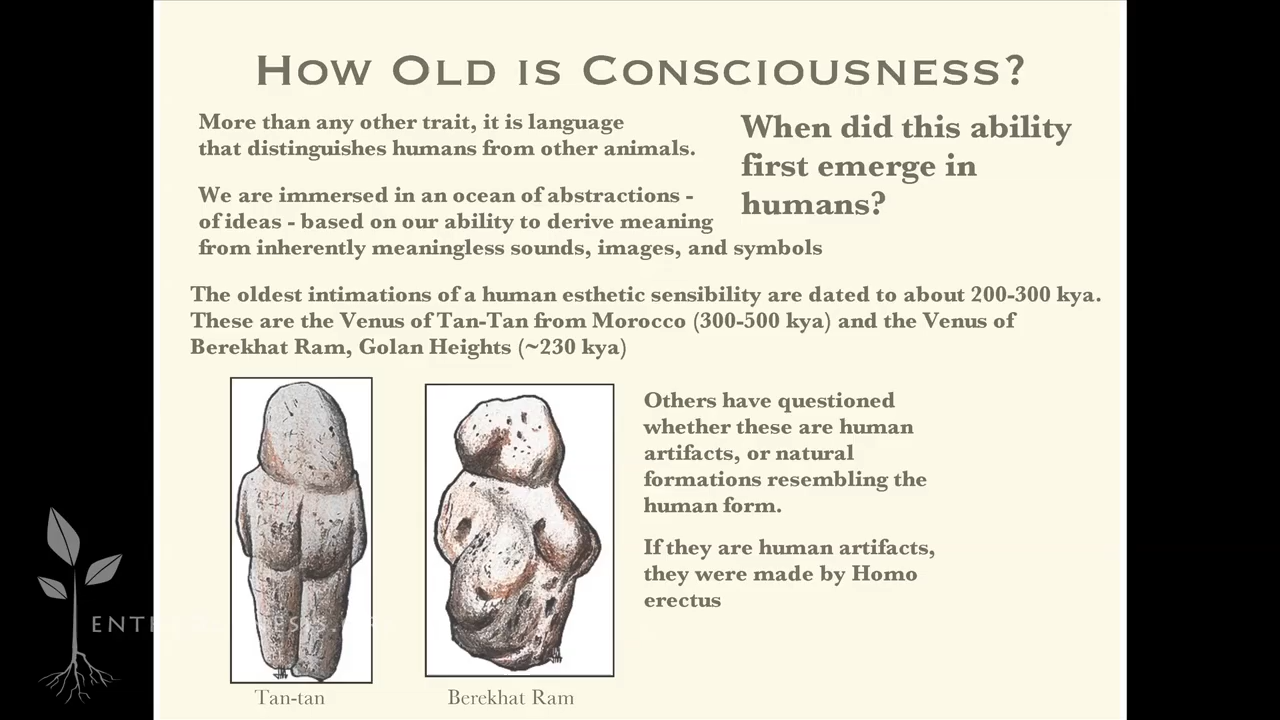 How Old is Consciousness?
More than any other trait, it is language
that distinguishes humans from other animals.
We are immersed in an ocean of abstractions -
of ideas - based on our ability to derive meaning
from inherently meaningless sounds, images, and symbols
When did this ability
first emerge in
humans?
The oldest intimations of a human esthetic sensibility are dated to about 200-300 kya.
These are the Venus of Tan-Tan from Morocco (300-500 kya) and the Venus of
Berekhat Ram, Golan Heights (~230 kya)
Others have questioned
whether these are human
artifacts, or natural
formations resembling the
human form.
If they are human artifacts,
they were made by Homo
erectus
Tan-tan
Berekhat Ram